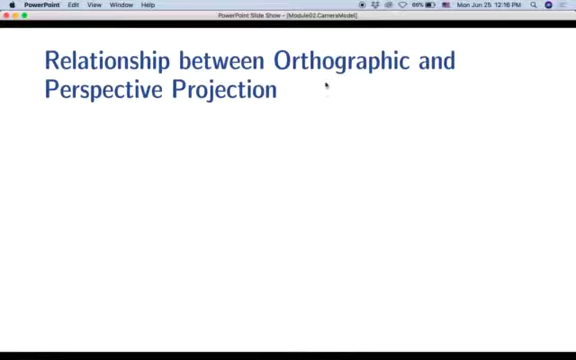 PowerPoint File Edit View Window Help 66% Mon Jun 25 12:16 PM
PowerPoint Slide Show - [Module02.CameraModel]
Relationship between Orthographic and
Perspective Projection